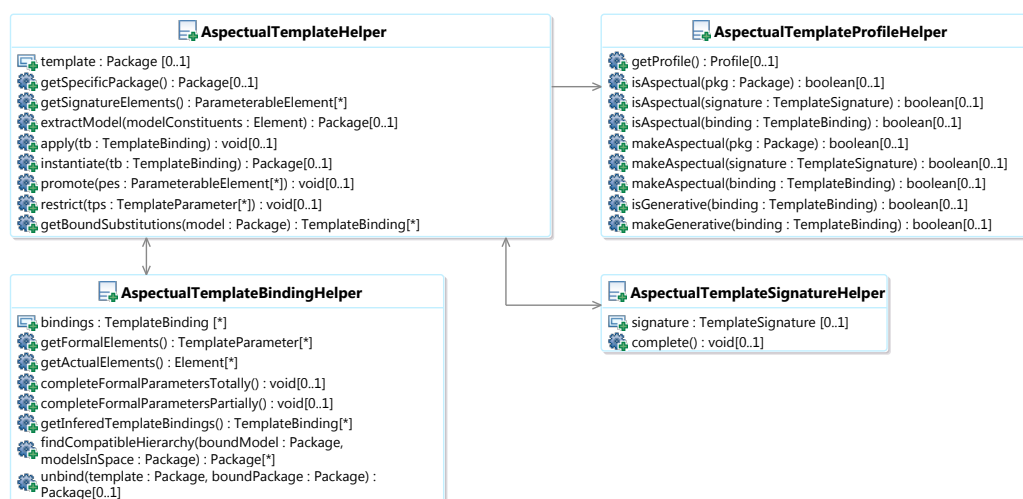 AspectualTemplateHelper
template : Package [0..1]
getSpecificPackage() : Package[0..1]
getSignatureElements() : ParameterableElement[*]
extractModel(modelConstituents : Element) : Package[0..1]
apply(tb : TemplateBinding) : void[0..1]
instantiate(tb : TemplateBinding) : Package[0..1]
promote(pes : ParameterableElement[*]) : void[0..1]
restrict(tps : TemplateParameter[*]) : void[0..1]
getBoundSubstitutions(model : Package) : TemplateBinding[*]
AspectualTemplateProfileHelper
getProfile() : Profile[0..1]
isAspectual(pkg : Package) : boolean[0..1]
isAspectual(signature : TemplateSignature) : boolean[0..1]
isAspectual(binding : TemplateBinding) : boolean[0..1]
makeAspectual(pkg : Package) : boolean[0..1]
makeAspectual(signature : TemplateSignature) : boolean[0..1]
makeAspectual(binding : TemplateBinding) : boolean[0..1]
isGenerative(binding : TemplateBinding) : boolean[0..1]
makeGenerative(binding : TemplateBinding) : boolean[0..1]
AspectualTemplateBindingHelper
bindings : TemplateBinding [*]
getFormalElements() : TemplateParameter[*]
getActualElements() : Element[*]
completeFormalParametersTotally() : void[0..1]
completeFormalParametersPartially() : void[0..1]
getInferedTemplateBindings() : TemplateBinding[*]
findCompatibleHierarchy(boundModel : Package,
modelsInSpace : Package) : Package[*]
unbind(template : Package, boundPackage : Package) :
Package[0..1]
AspectualTemplateSignatureHelper
signature : TemplateSignature [0..1]
complete() : void[0..1]